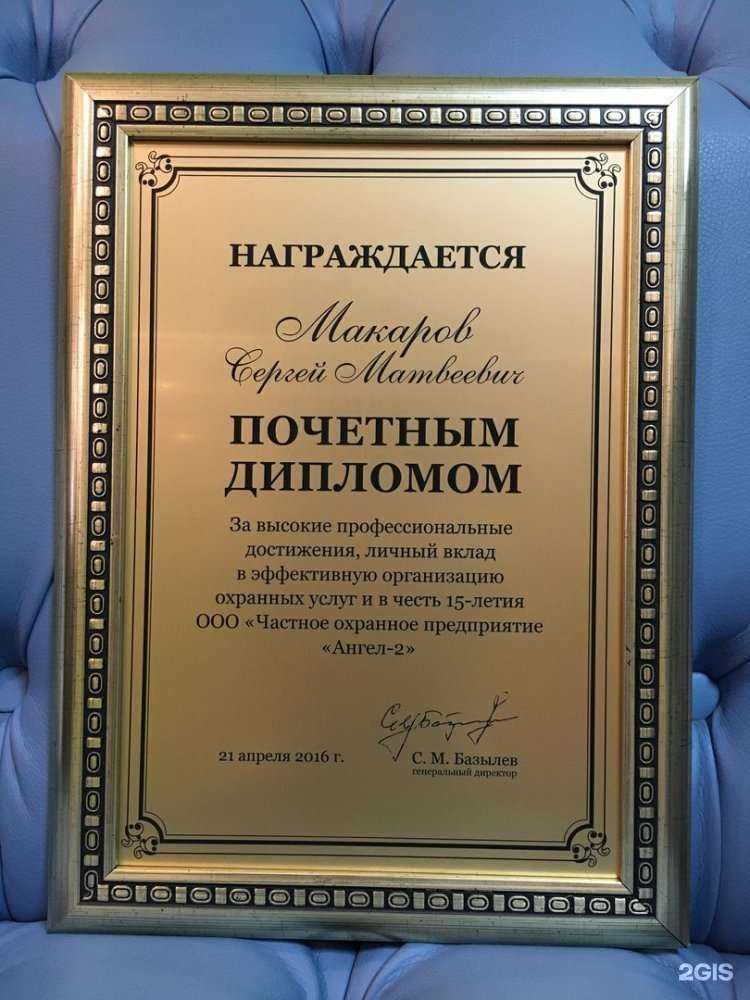 НАГРАЖДАЕТСЯ
Макаров
Сергей Матвеевич
ПОЧЕТНЫМ
ДИПЛОМОМ
За высокие профессиональные
достижения, личный вклад
в эффективную организацию
охранных услуг и в честь 15-летия
ООО «Частное охранное предприятие
«Ангел-2»
21 апреля 2016 г.
С. М. Базылев
генеральный директор
2GIS